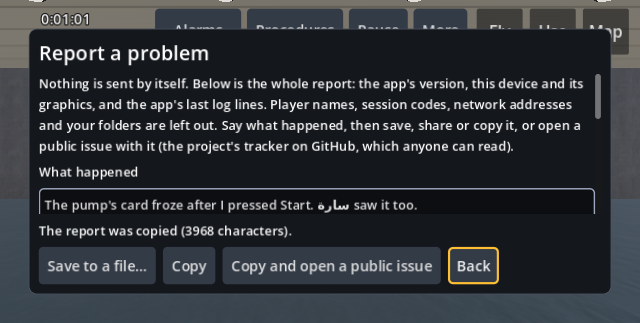 0:01:01
Alarms
Procedures
Pause
More
Fly
Use
Map
Report a problem
Nothing is sent by itself. Below is the whole report: the app's version, this device and its
graphics, and the app's last log lines. Player names, session codes, network addresses
and your folders are left out. Say what happened, then save, share or copy it, or open a
public issue with it (the project's tracker on GitHub, which anyone can read).
What happened
The pump's card froze after I pressed Start. سارة saw it too.
The report was copied (3968 characters).
Save to a file...
Copy
Copy and open a public issue
Back